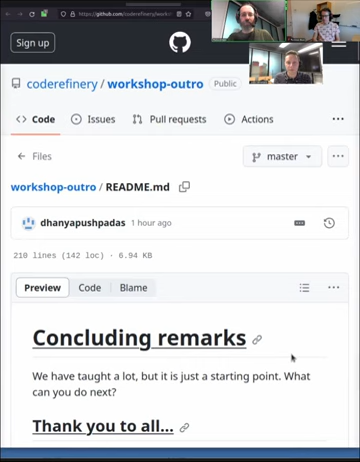 https://github.com/coderefinery/work
Sign up
coderefinery / workshop-outro Public
Code Issues Pull requests Actions
Files
master
workshop-outro / README.md
dhanyapushpadas 1 hour ago
210 lines (142 loc) · 6.94 KB
Preview Code Blame
Concluding remarks
We have taught a lot, but it is just a starting point. What
can you do next?
Thank you to all...